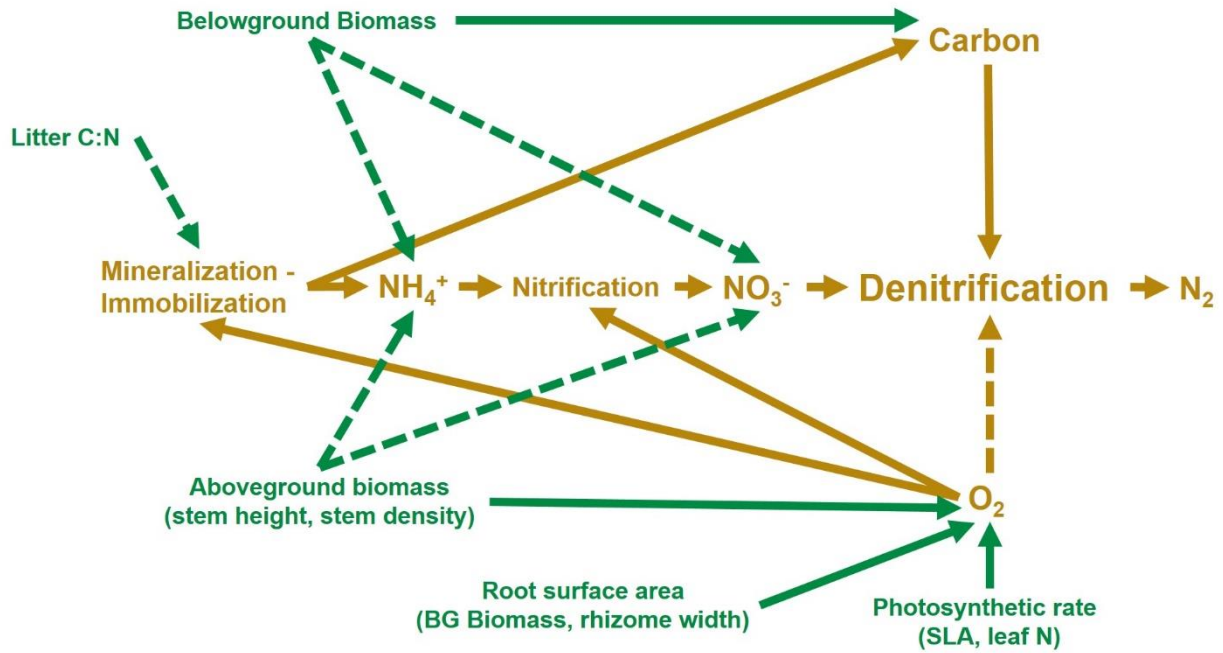 Belowground Biomass
Carbon
Litter C:N
Mineralization -
Immobilization
NH₄⁺
Nitrification
NO₃⁻
Denitrification
N₂
Aboveground biomass
(stem height, stem density)
O₂
Root surface area
(BG Biomass, rhizome width)
Photosynthetic rate
(SLA, leaf N)